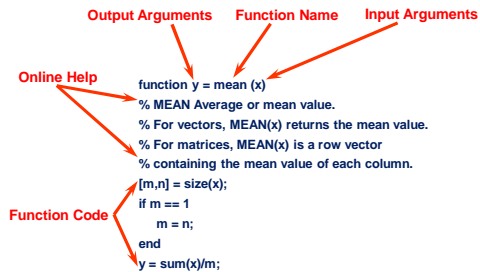 Output Arguments Function Name Input Arguments
Online Help
function y = mean (x)
% MEAN Average or mean value.
% For vectors, MEAN(x) returns the mean value.
% For matrices, MEAN(x) is a row vector
% containing the mean value of each column.
[m,n] = size(x);
if m == 1
m = n;
Function Code
end
y = sum(x)/m;